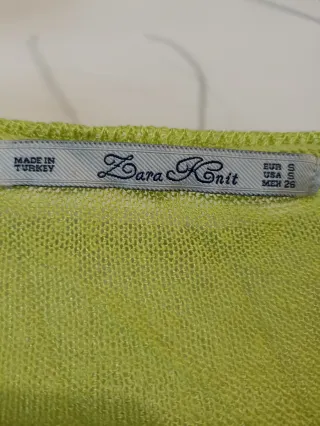 MADE IN
TURKEY
Zara Knit
EUR S
USA S
MEX 26